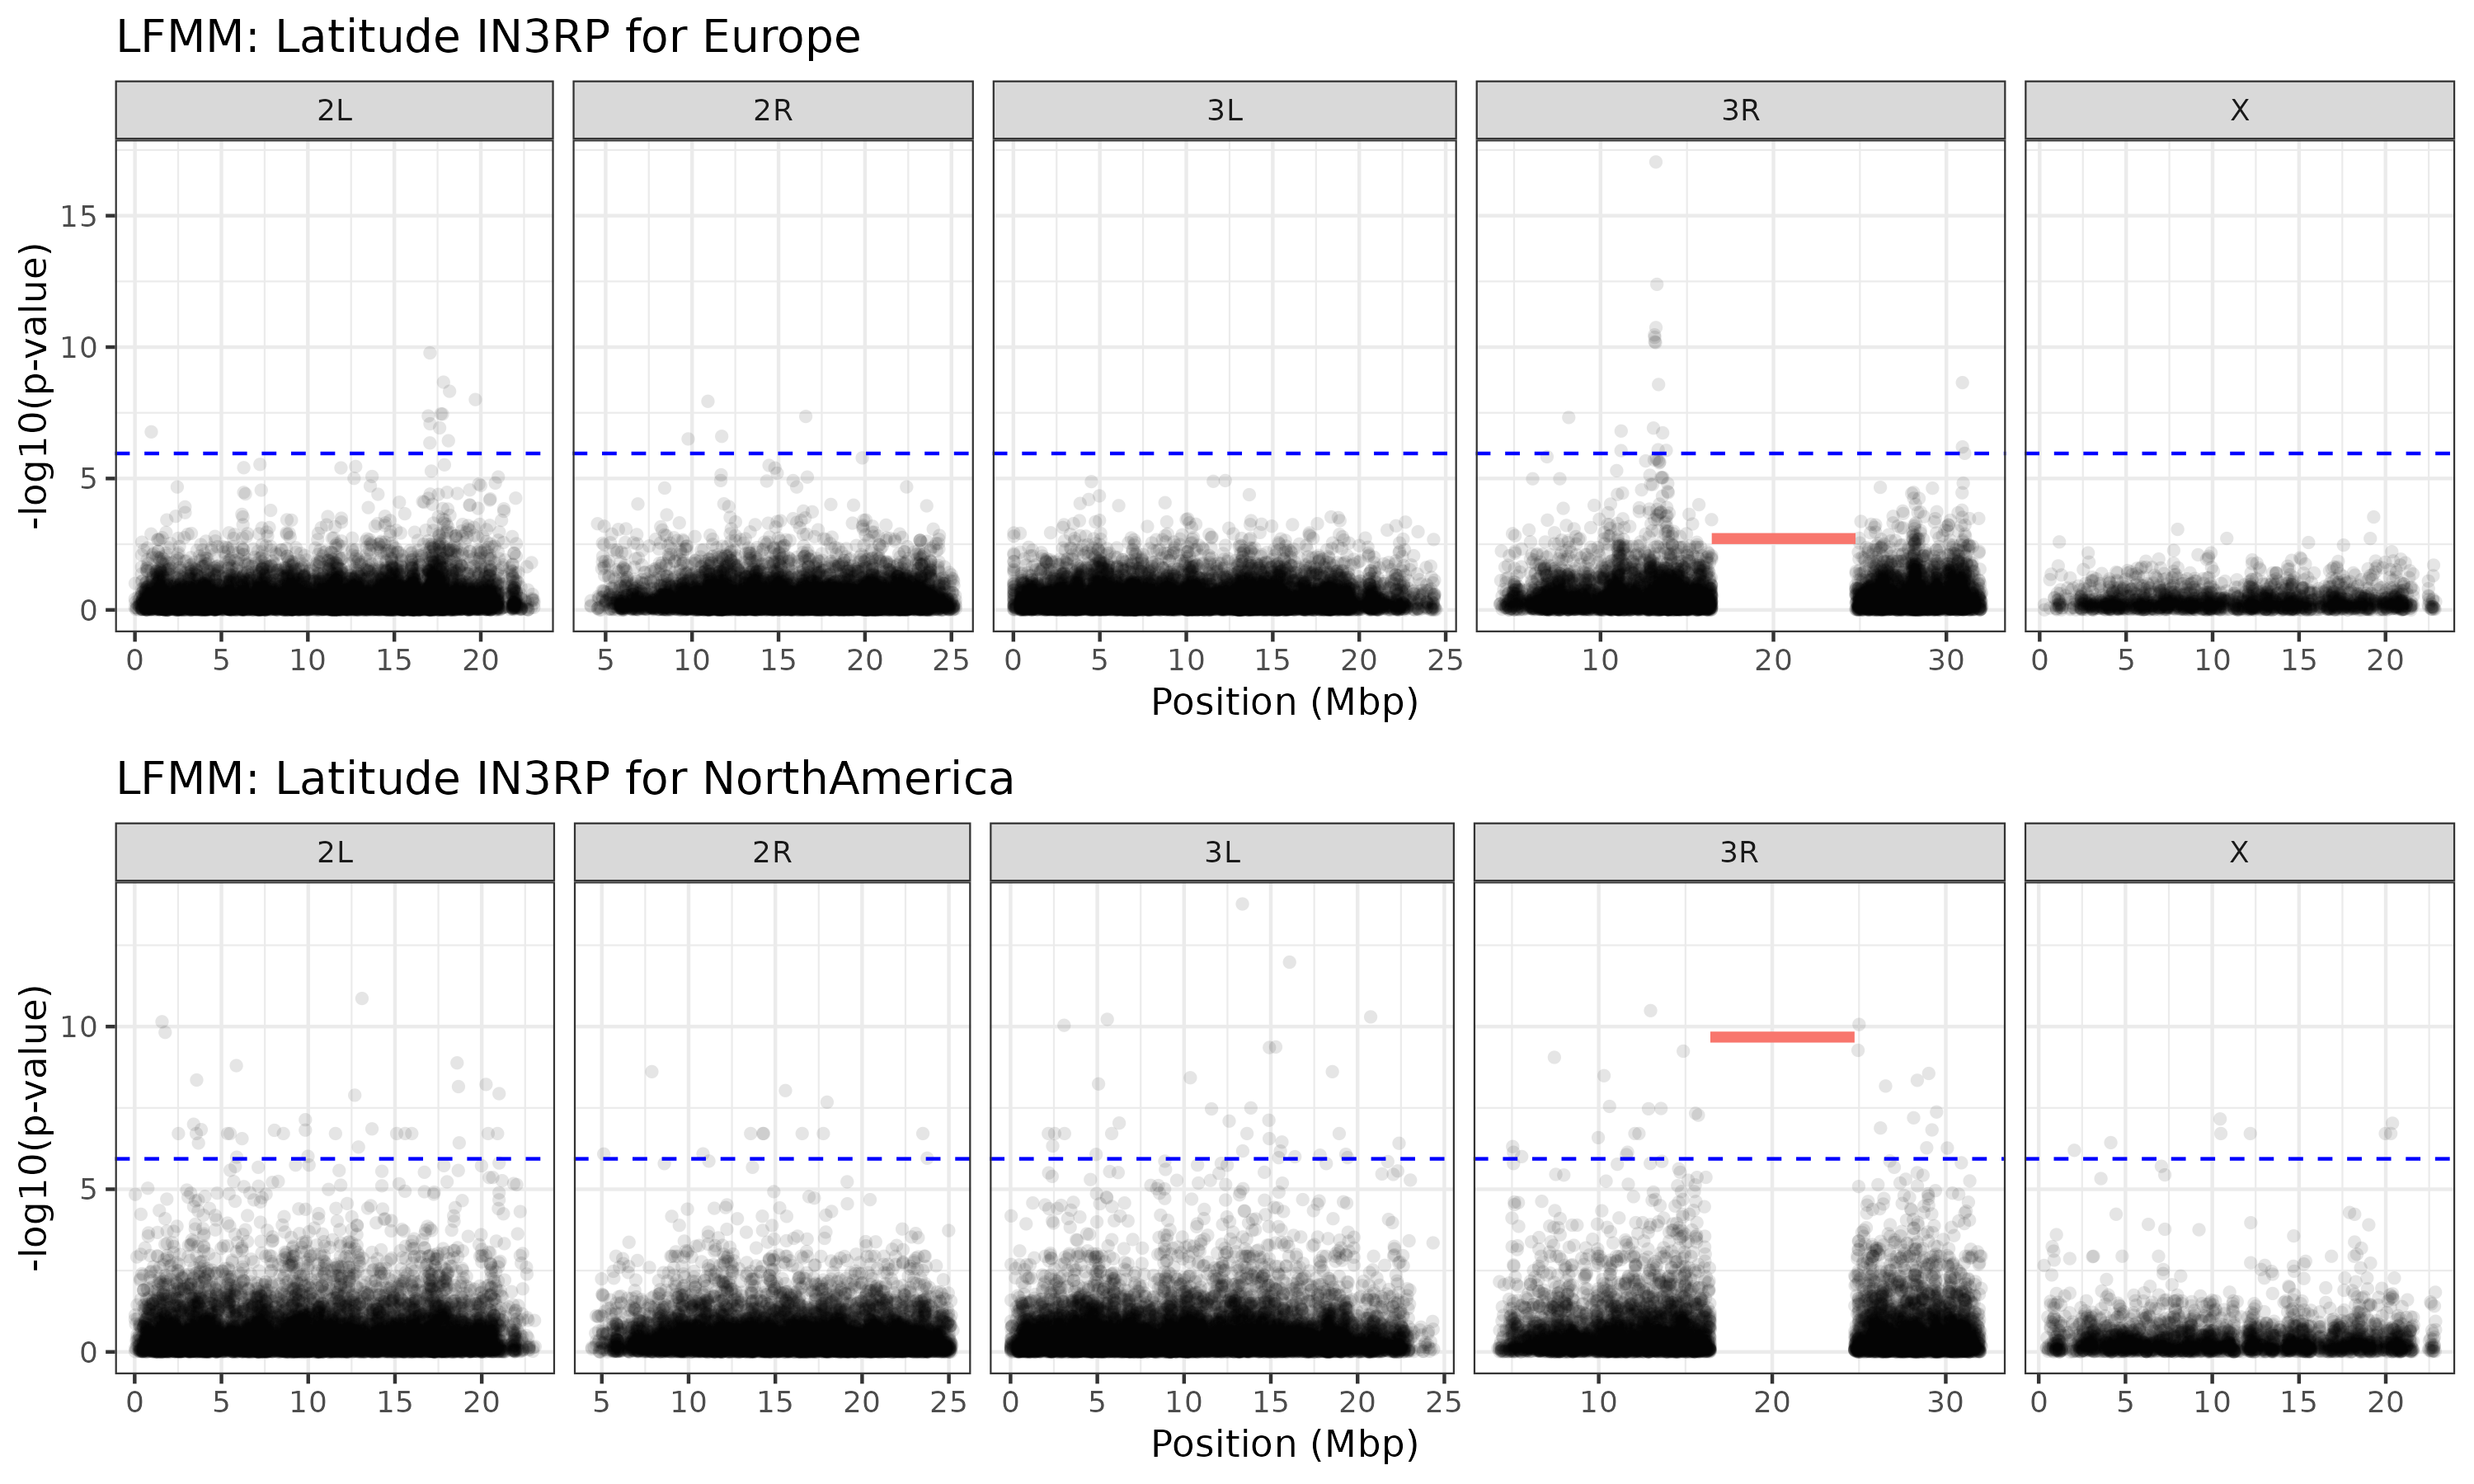 LFMM: Latitude IN3RP for Europe
2L 2R 3L 3R X
-log10(p-value)
15
10
5
0
0 5 10 15 20 5 10 15 20 25 0 5 10 15 20 25 10 20 30 0 5 10 15 20
Position (Mbp)
LFMM: Latitude IN3RP for NorthAmerica
2L 2R 3L 3R X
-log10(p-value)
10
5
0
0 5 10 15 20 5 10 15 20 25 0 5 10 15 20 25 10 20 30 0 5 10 15 20
Position (Mbp)